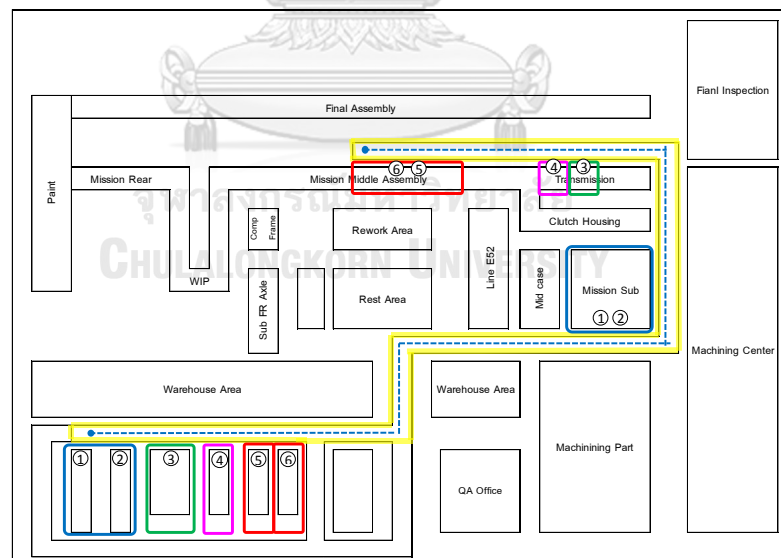 Fianl Inspection
Final Assembly
Paint
Mission Rear
⑥ ⑤
Mission Middle Assembly
④ ③
Transmission
จุฬาลงกรณ์มหาวิทยาลัย
CHULALONGKORN UNIVERSITY
Clutch Housing
Comp
Frame
Rework Area
Line E52
WIP
Sub FR Axle
Rest Area
Mid case
Mission Sub
① ②
Machining Center
Warehouse Area
Warehouse Area
Machinining Part
① ② ③ ④ ⑤ ⑥
QA Office